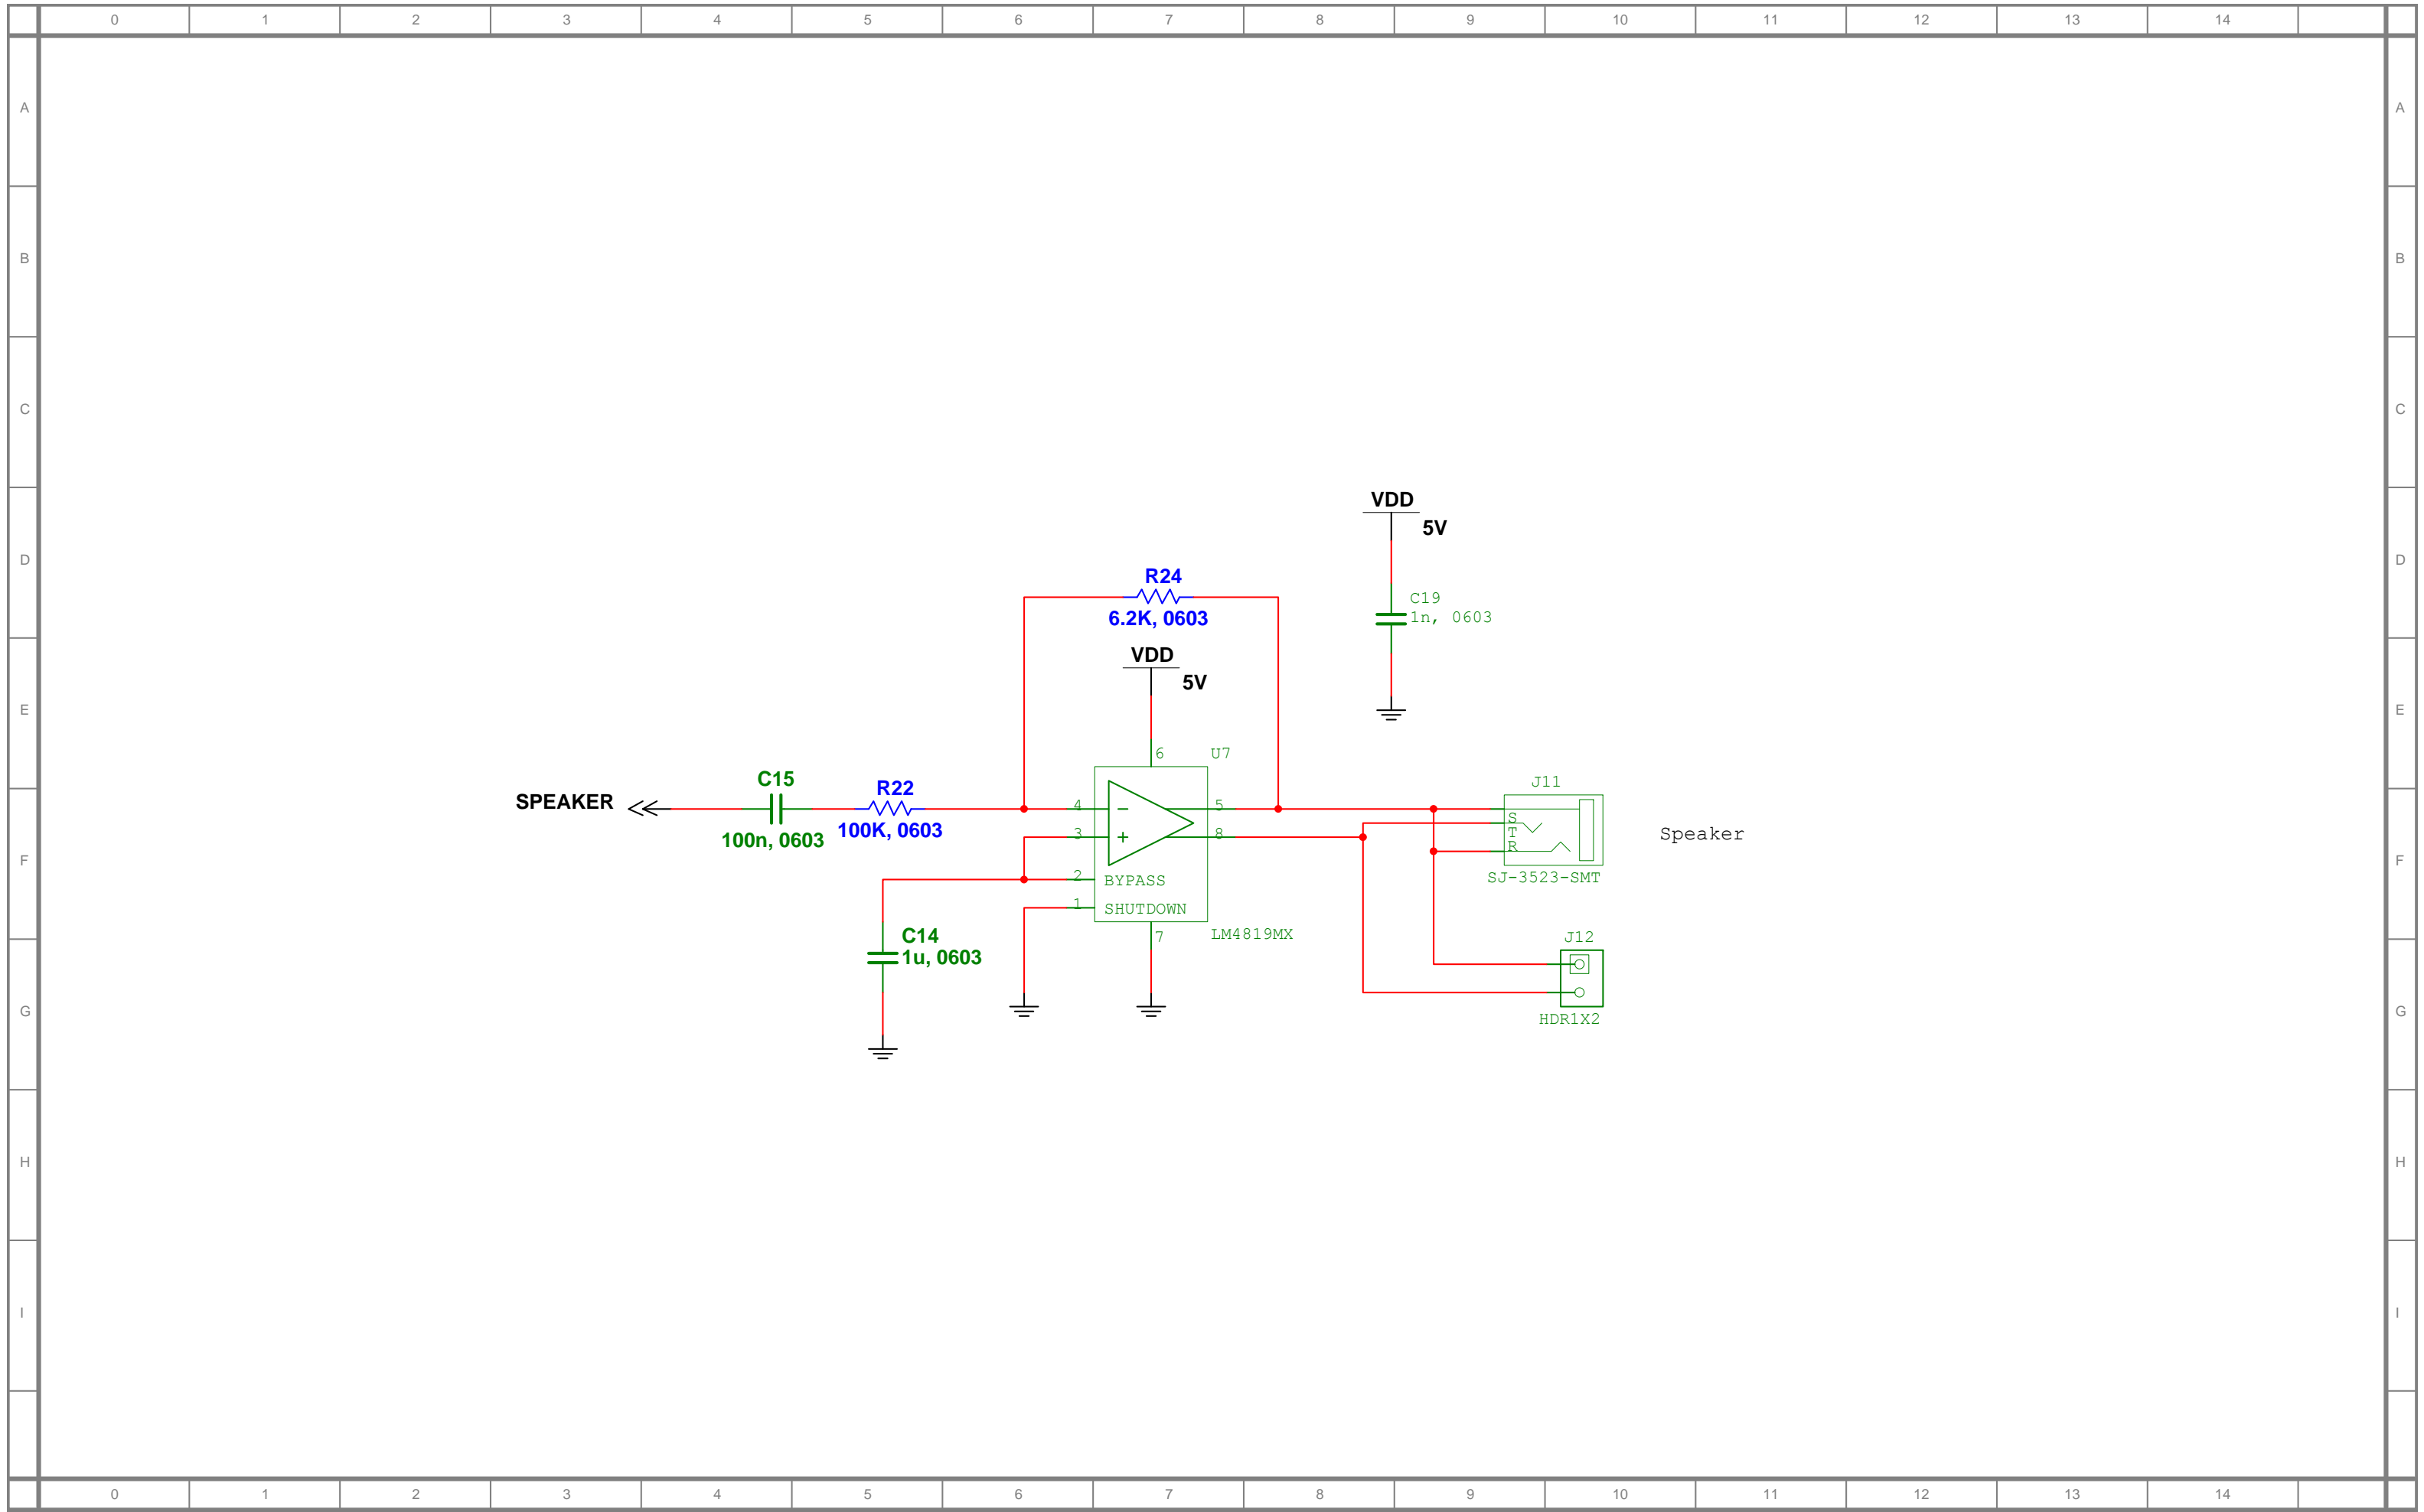 0 1 2 3 4 5 6 7 8 9 10 11 12 13 14
A A
B B
C C
VDD
5V
D D
R24
6.2K, 0603
C19
1n, 0603
VDD
5V
E E
6 U7
C15
R22
J11
SPEAKER
4 − 5
100n, 0603
100K, 0603
3 + 8
S
T
R
Speaker
F F
2 BYPASS
SJ-3523-SMT
1 SHUTDOWN
7 LM4819MX
C14
1u, 0603
J12
G G
HDR1X2
H H
I I
0 1 2 3 4 5 6 7 8 9 10 11 12 13 14